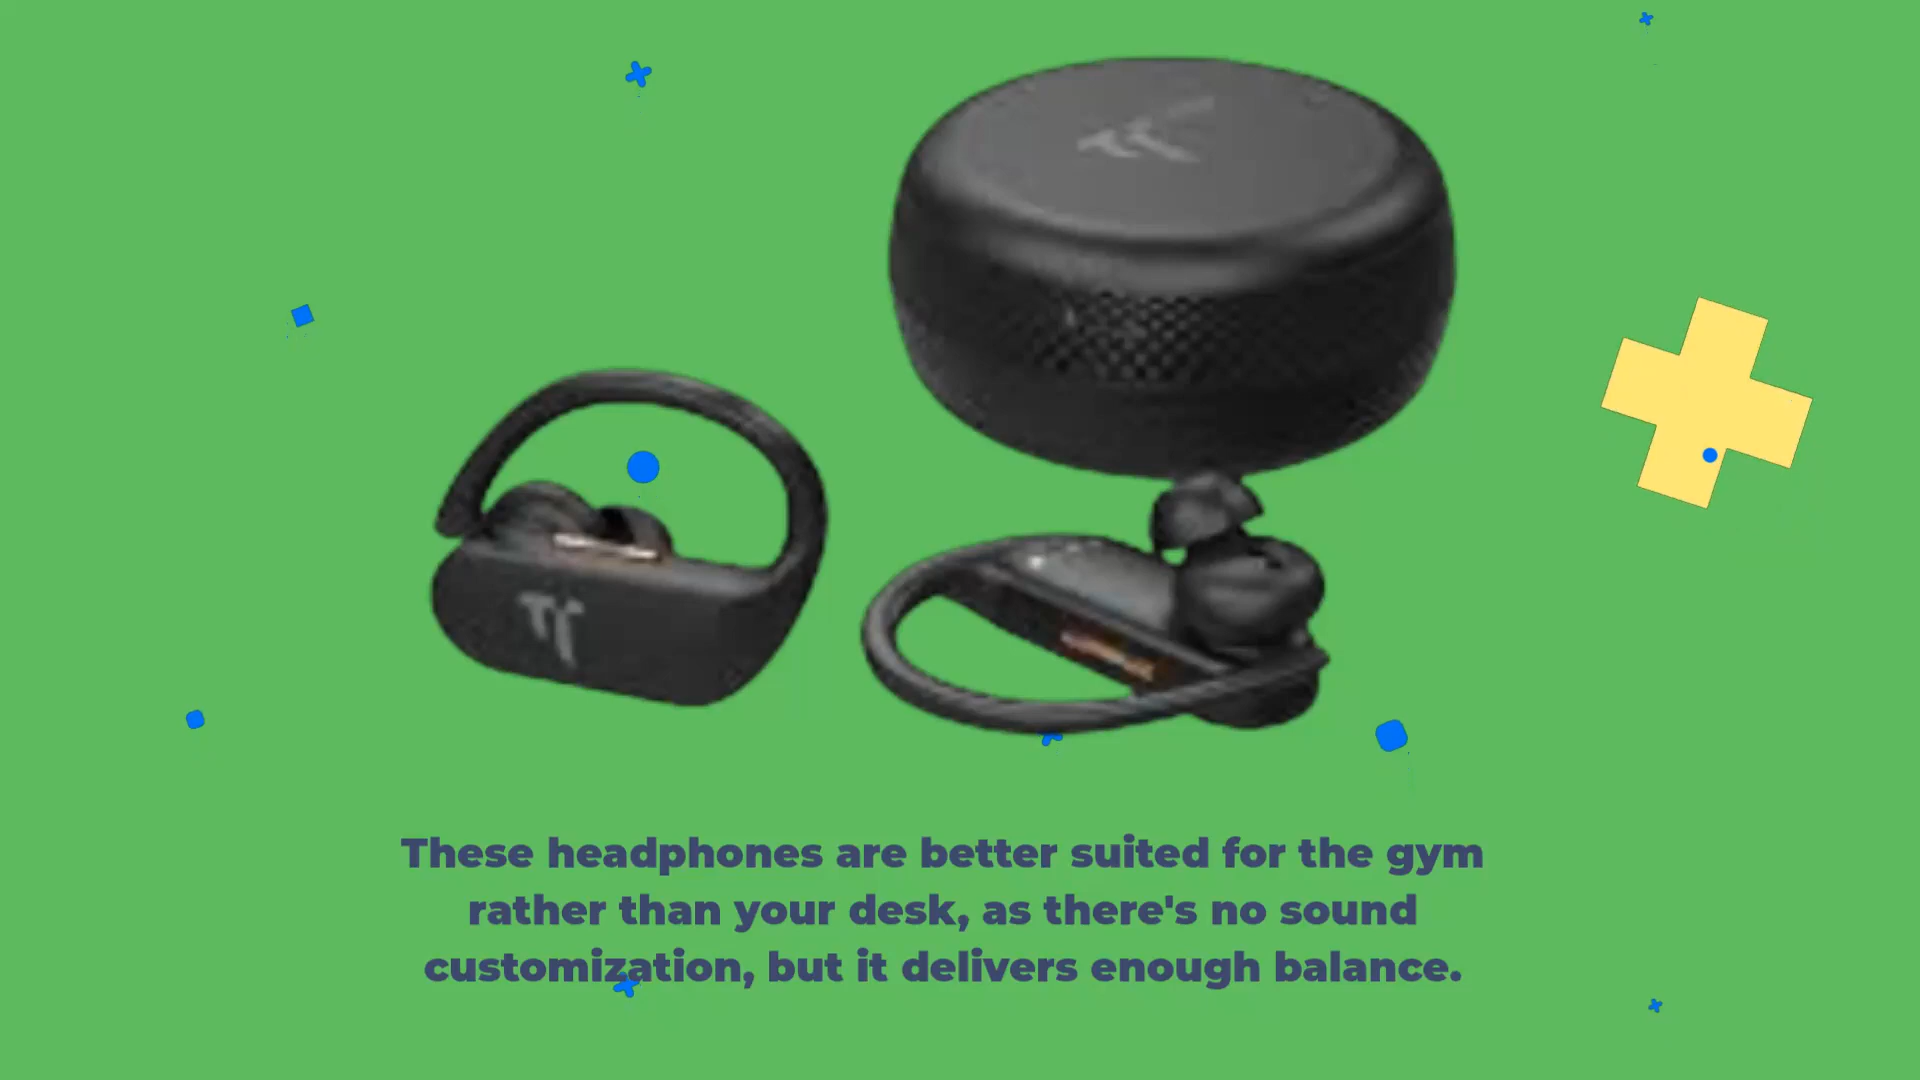 These headphones are better suited for the gym
rather than your desk, as there's no sound
customization, but it delivers enough balance.